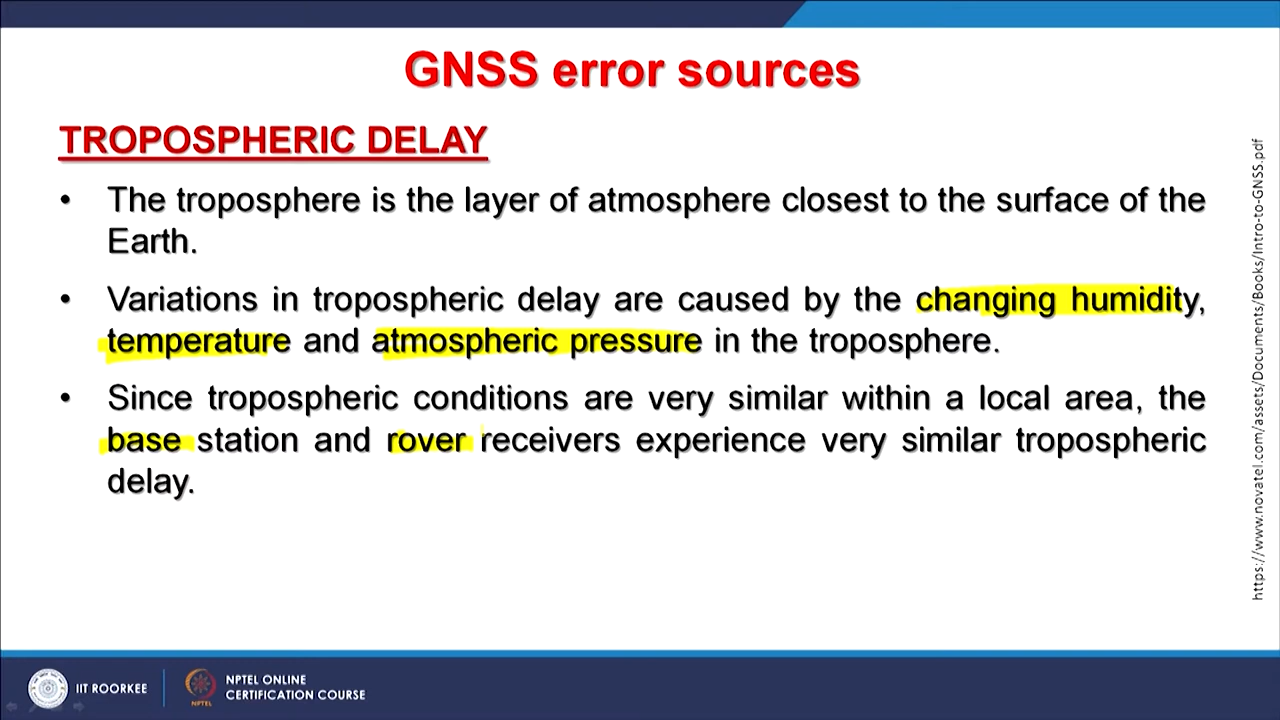 GNSS error sources
TROPOSPHERIC DELAY
• The troposphere is the layer of atmosphere closest to the surface of the
Earth.
• Variations in tropospheric delay are caused by the changing humidity,
temperature and atmospheric pressure in the troposphere.
• Since tropospheric conditions are very similar within a local area, the
base station and rover receivers experience very similar tropospheric
delay.
https://www.novatel.com/assets/Documents/Books/Intro-to-GNSS.pdf
IIT ROORKEE
NPTEL
NPTEL ONLINE
CERTIFICATION COURSE